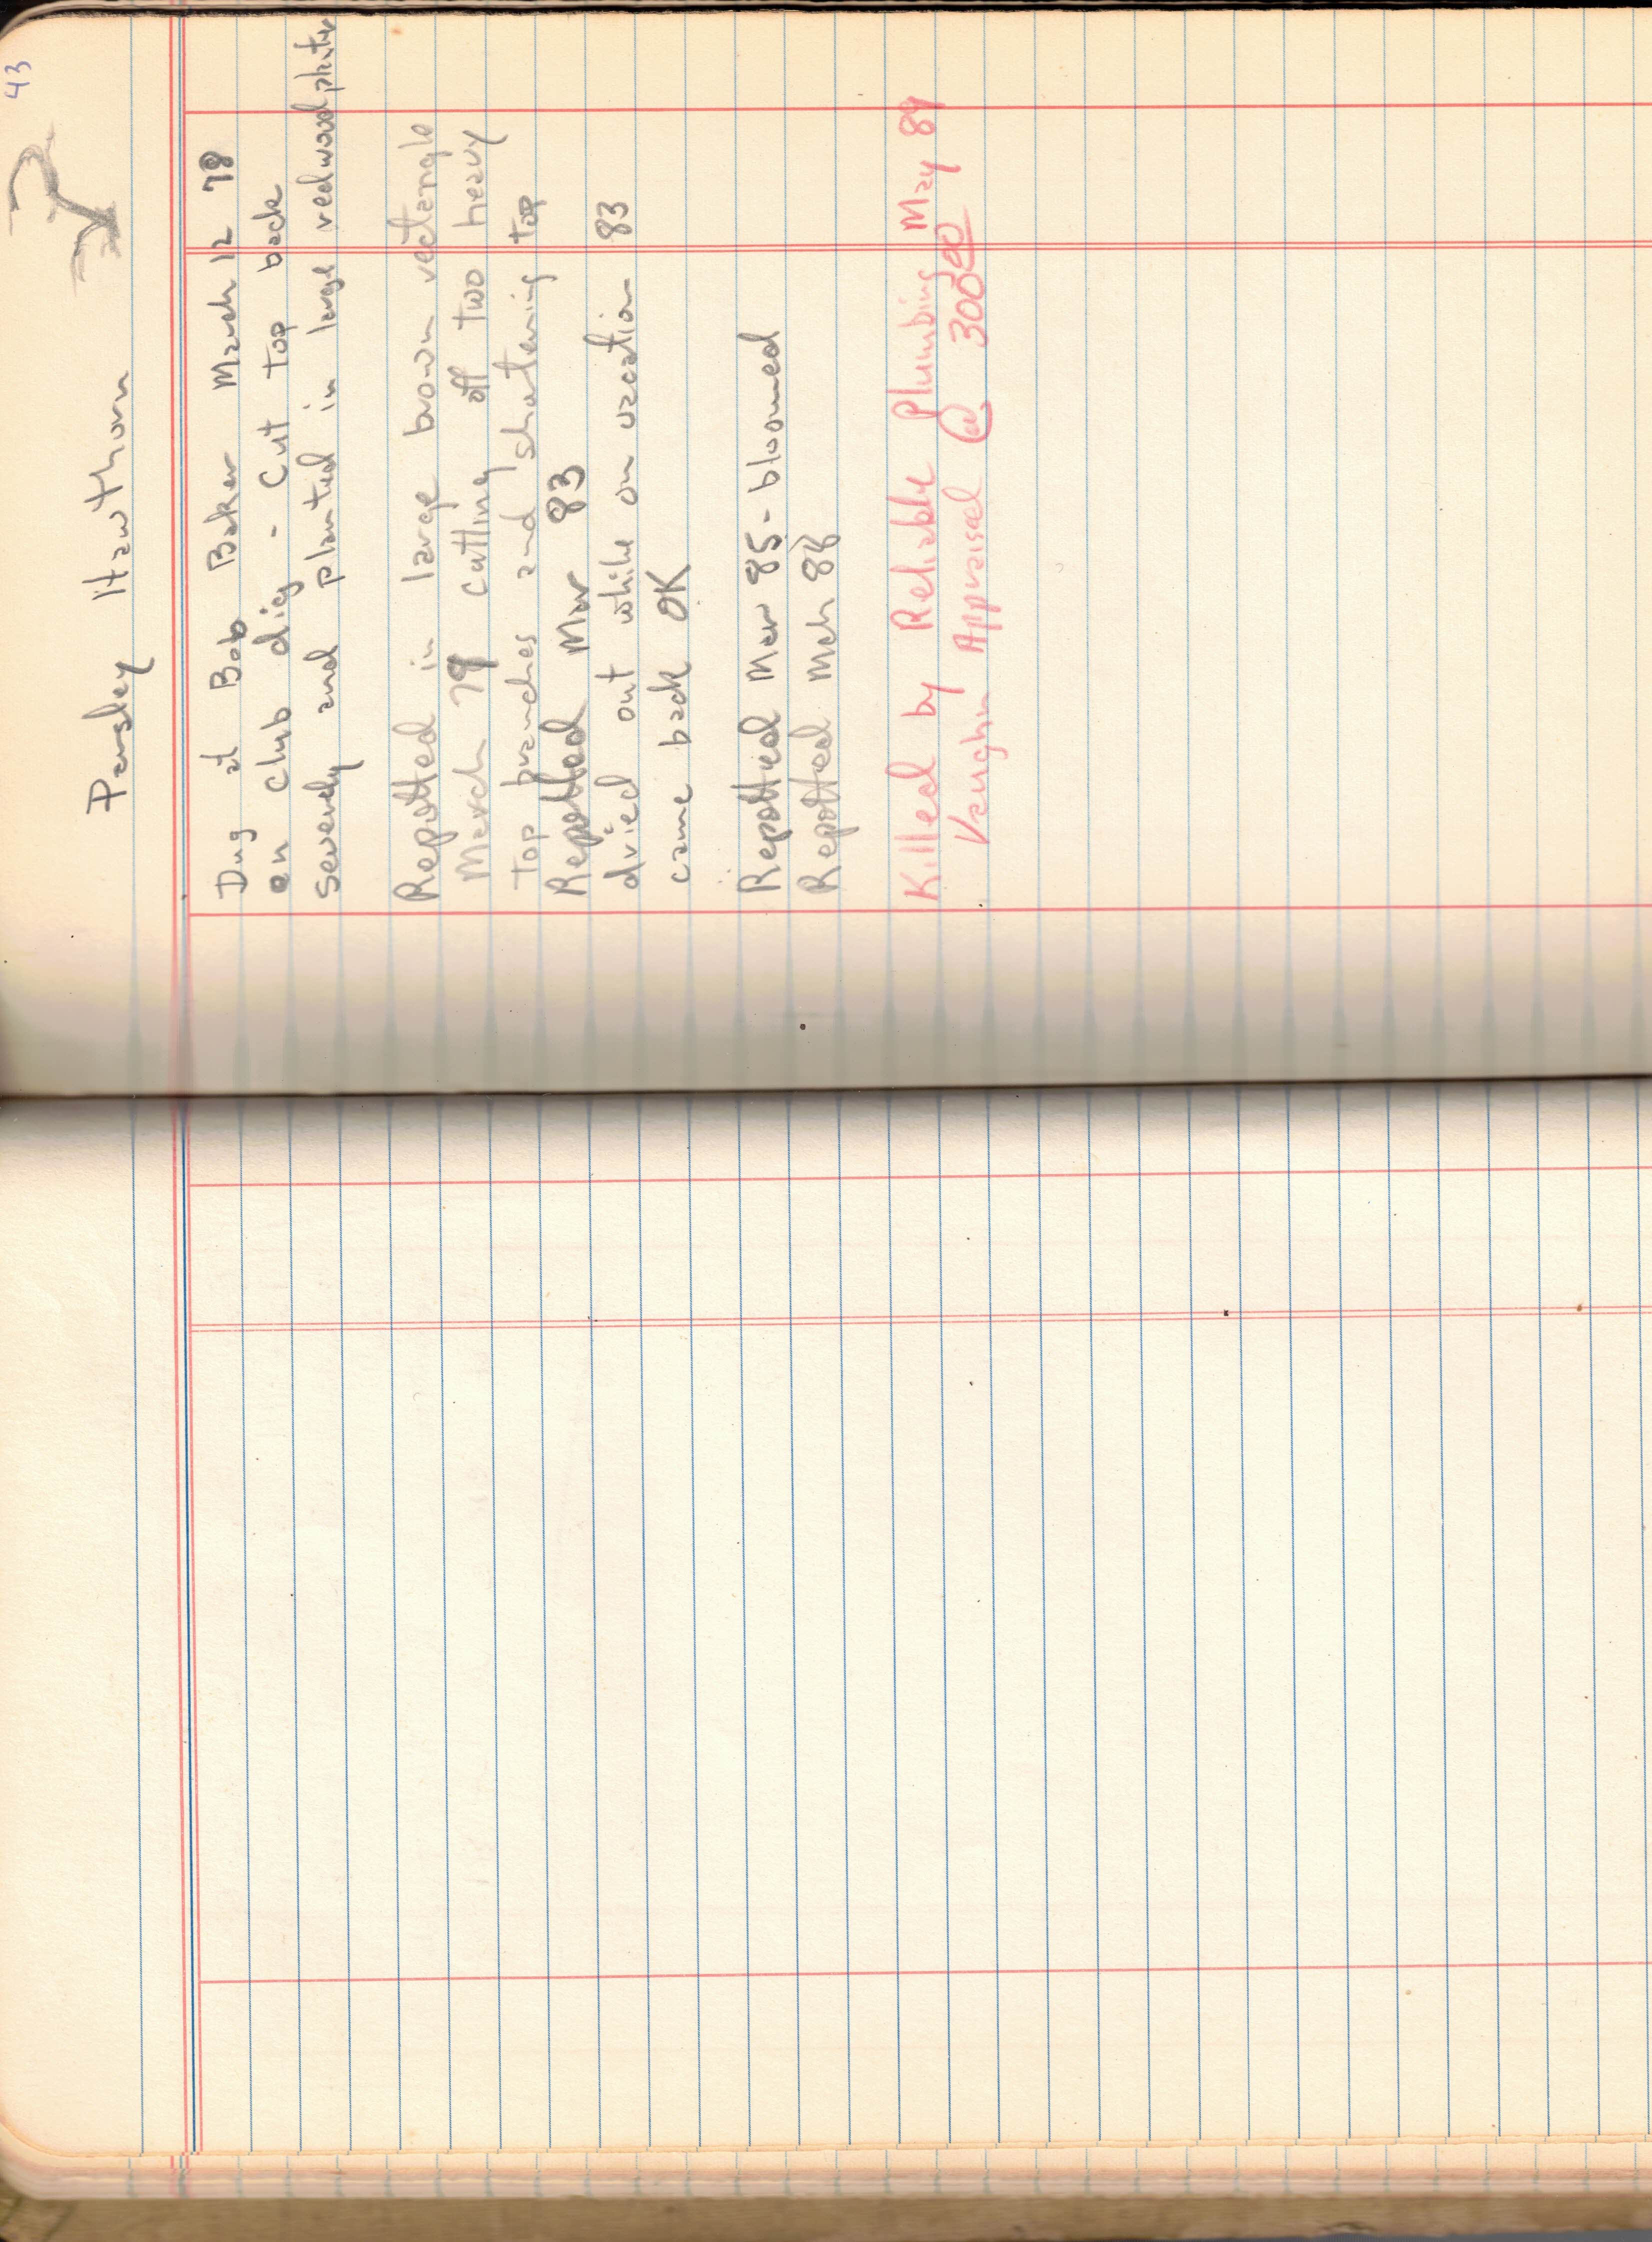 43
Parsley Hawthorn
Dug at Bob Baker March 12 78
on club dig - Cut top back
severely and planted in large redwood planter
Repotted in large brown rectangle
March 79 cutting off two heavy
top branches and shortening top
Repotted Mar 83
dried out while on vacation 83
came back OK
Repotted Mar 85 - bloomed
Repotted Mch 88
Killed by Reliable Plumbing May 89
Vaughn Appraised @ 300.00